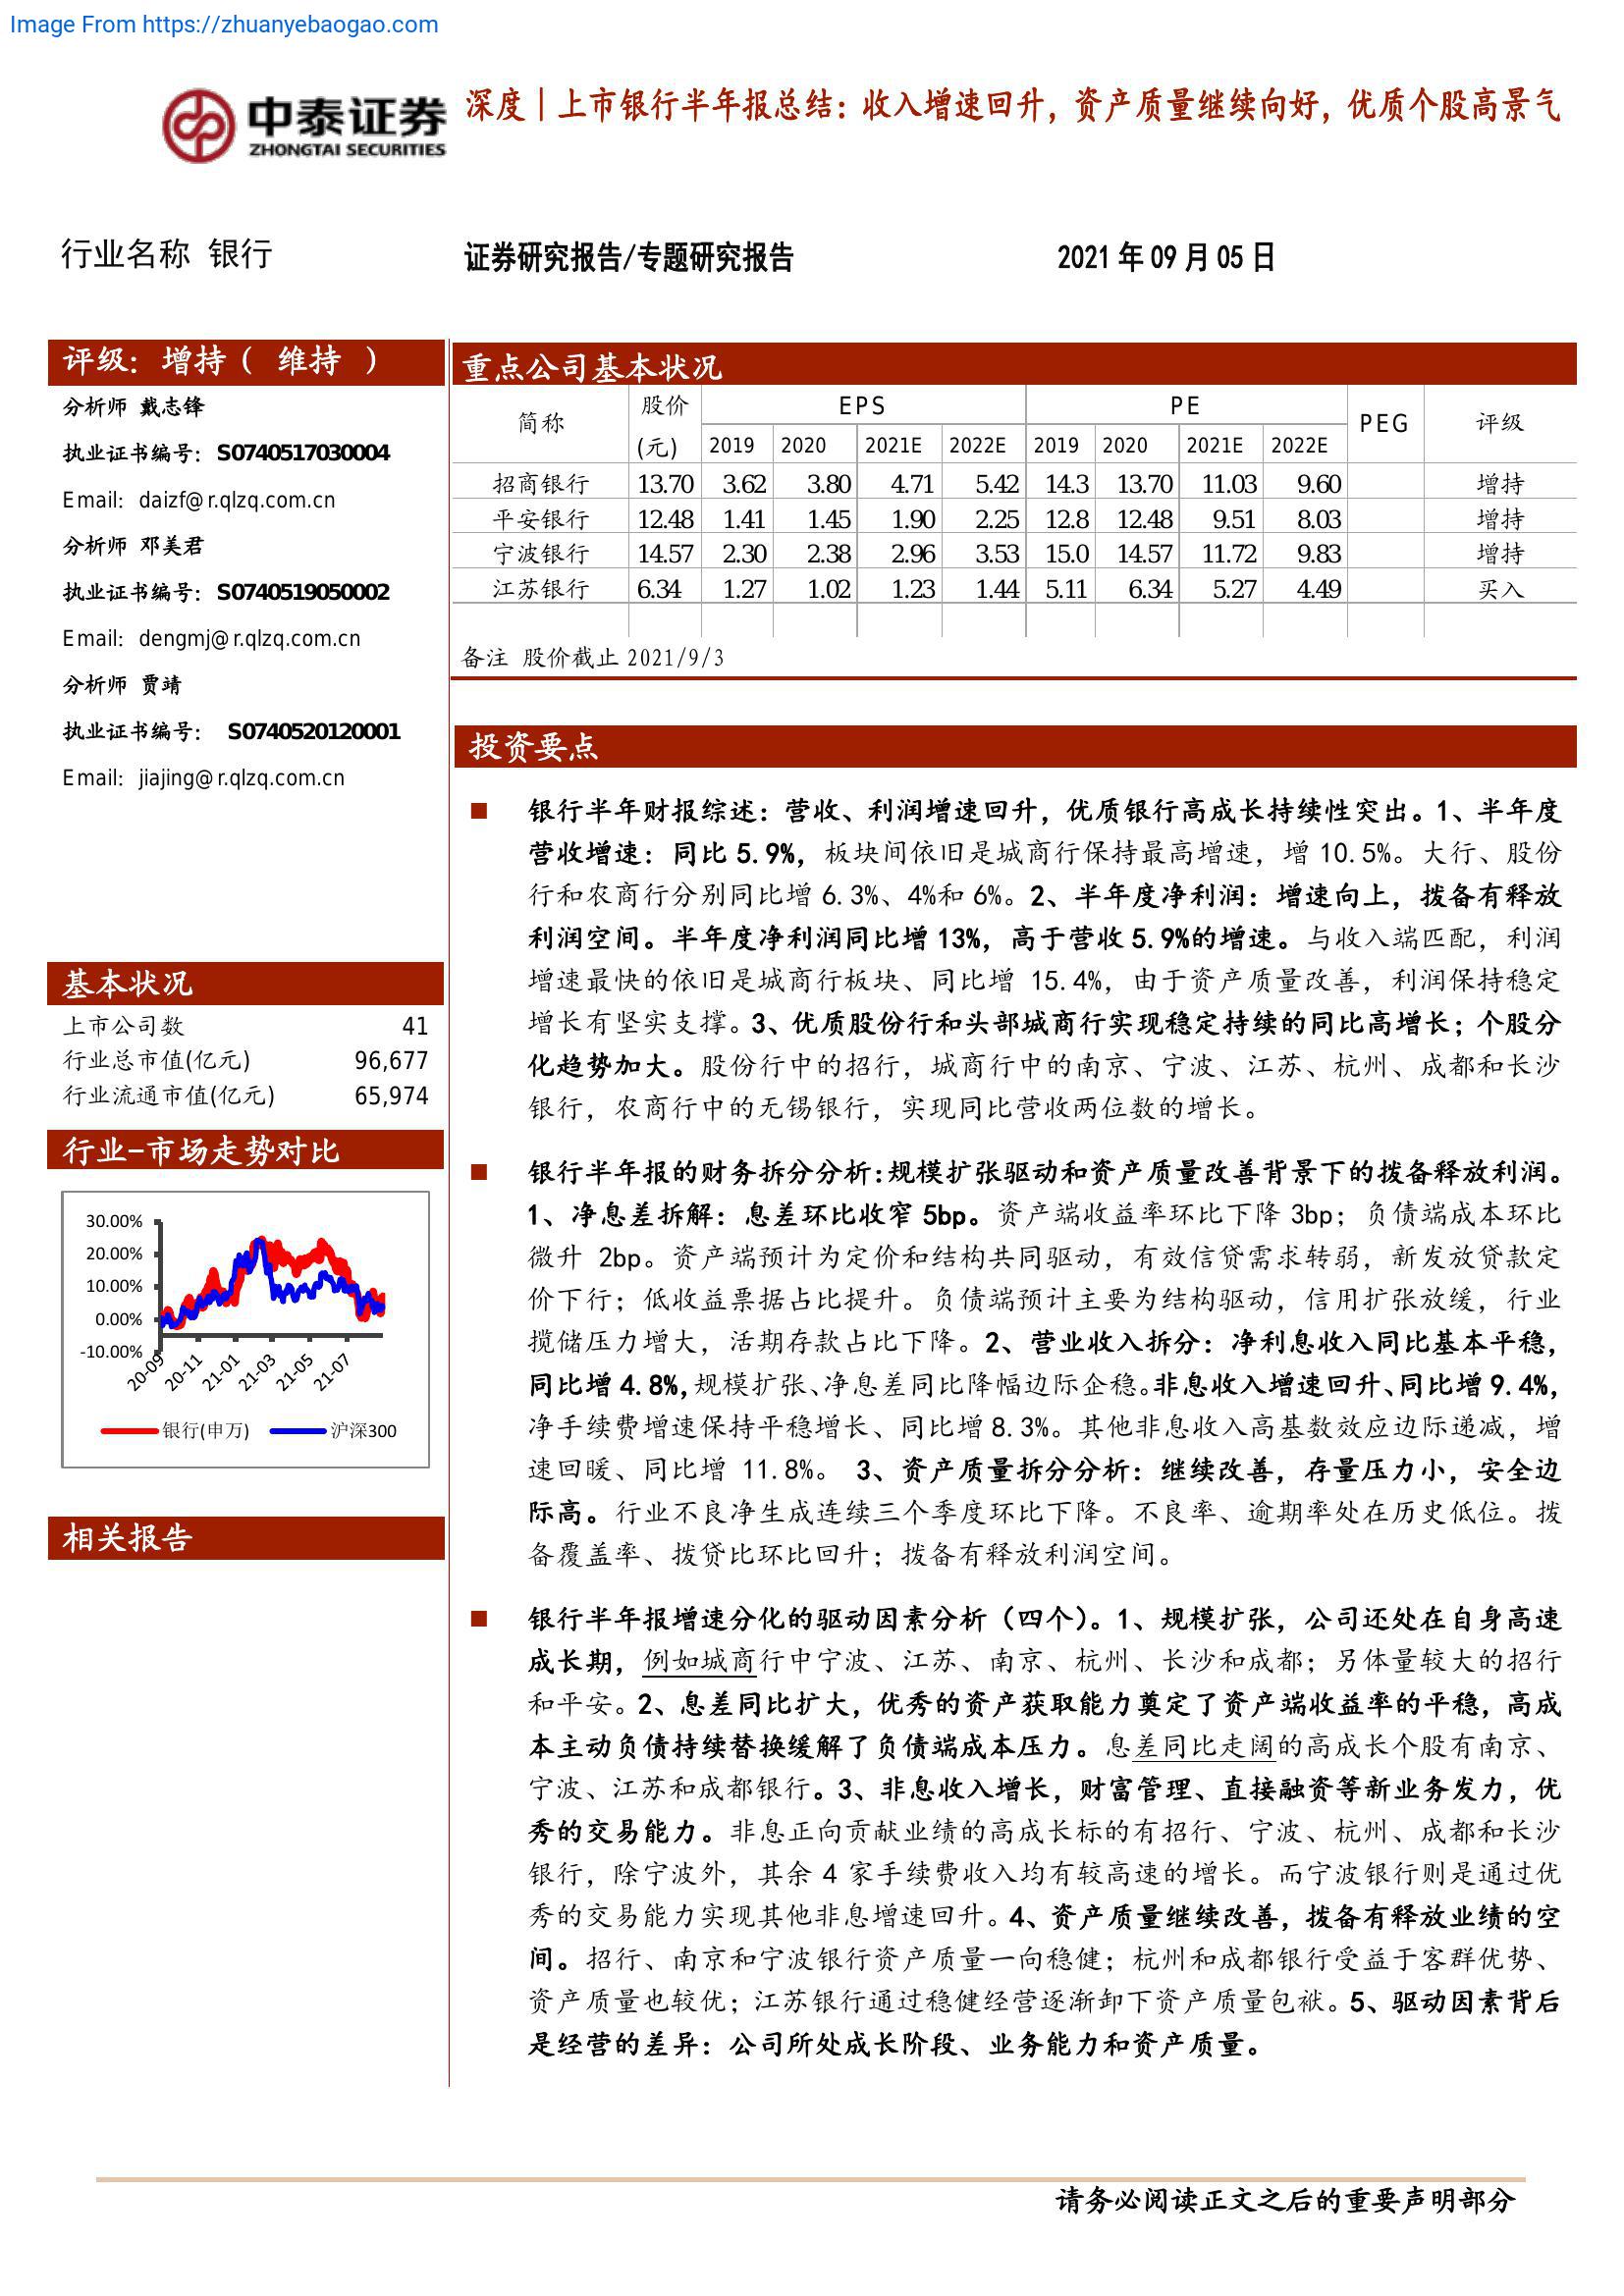 Image From https://zhuanyebaogao.com
中泰证券
ZHONGTAI SECURITIES
深度｜上市银行半年报总结：收入增速回升，资产质量继续向好，优质个股高景气
行业名称 银行
证券研究报告/专题研究报告
2021 年 09 月 05 日
评级：增持（ 维持 ）
分析师 戴志锋
执业证书编号：S0740517030004
Email：daizf@r.qlzq.com.cn
分析师 邓美君
执业证书编号：S0740519050002
Email：dengmj@r.qlzq.com.cn
分析师 贾靖
执业证书编号： S0740520120001
Email：jiajing@r.qlzq.com.cn
基本状况
上市公司数 41
行业总市值(亿元) 96,677
行业流通市值(亿元) 65,974
行业-市场走势对比
30.00%
20.00%
10.00%
0.00%
-10.00%
20-09 20-11 21-01 21-03 21-05 21-07
银行(申万) 沪深300
相关报告
重点公司基本状况
简称 股价(元) EPS PE PEG 评级
2019 2020 2021E 2022E 2019 2020 2021E 2022E
招商银行 13.70 3.62 3.80 4.71 5.42 14.3 13.70 11.03 9.60 增持
平安银行 12.48 1.41 1.45 1.90 2.25 12.8 12.48 9.51 8.03 增持
宁波银行 14.57 2.30 2.38 2.96 3.53 15.0 14.57 11.72 9.83 增持
江苏银行 6.34 1.27 1.02 1.23 1.44 5.11 6.34 5.27 4.49 买入
备注 股价截止 2021/9/3
投资要点
银行半年财报综述：营收、利润增速回升，优质银行高成长持续性突出。1、半年度
营收增速：同比 5.9%，板块间依旧是城商行保持最高增速，增 10.5%。大行、股份
行和农商行分别同比增 6.3%、4%和 6%。2、半年度净利润：增速向上，拨备有释放
利润空间。半年度净利润同比增 13%，高于营收 5.9%的增速。与收入端匹配，利润
增速最快的依旧是城商行板块、同比增 15.4%，由于资产质量改善，利润保持稳定
增长有坚实支撑。3、优质股份行和头部城商行实现稳定持续的同比高增长；个股分
化趋势加大。股份行中的招行，城商行中的南京、宁波、江苏、杭州、成都和长沙
银行，农商行中的无锡银行，实现同比营收两位数的增长。
银行半年报的财务拆分分析：规模扩张驱动和资产质量改善背景下的拨备释放利润。
1、净息差拆解：息差环比收窄 5bp。资产端收益率环比下降 3bp；负债端成本环比
微升 2bp。资产端预计为定价和结构共同驱动，有效信贷需求转弱，新发放贷款定
价下行；低收益票据占比提升。负债端预计主要为结构驱动，信用扩张放缓，行业
揽储压力增大，活期存款占比下降。2、营业收入拆分：净利息收入同比基本平稳，
同比增 4.8%，规模扩张、净息差同比降幅边际企稳。非息收入增速回升、同比增 9.4%，
净手续费增速保持平稳增长、同比增 8.3%。其他非息收入高基数效应边际递减，增
速回暖、同比增 11.8%。 3、资产质量拆分分析：继续改善，存量压力小，安全边
际高。行业不良净生成连续三个季度环比下降。不良率、逾期率处在历史低位。拨
备覆盖率、拨贷比环比回升；拨备有释放利润空间。
银行半年报增速分化的驱动因素分析（四个）。1、规模扩张，公司还处在自身高速
成长期，例如城商行中宁波、江苏、南京、杭州、长沙和成都；另体量较大的招行
和平安。2、息差同比扩大，优秀的资产获取能力奠定了资产端收益率的平稳，高成
本主动负债持续替换缓解了负债端成本压力。息差同比走阔的高成长个股有南京、
宁波、江苏和成都银行。3、非息收入增长，财富管理、直接融资等新业务发力，优
秀的交易能力。非息正向贡献业绩的高成长标的有招行、宁波、杭州、成都和长沙
银行，除宁波外，其余 4 家手续费收入均有较高速的增长。而宁波银行则是通过优
秀的交易能力实现其他非息增速回升。4、资产质量继续改善，拨备有释放业绩的空
间。招行、南京和宁波银行资产质量一向稳健；杭州和成都银行受益于客群优势、
资产质量也较优；江苏银行通过稳健经营逐渐卸下资产质量包袱。5、驱动因素背后
是经营的差异：公司所处成长阶段、业务能力和资产质量。
请务必阅读正文之后的重要声明部分